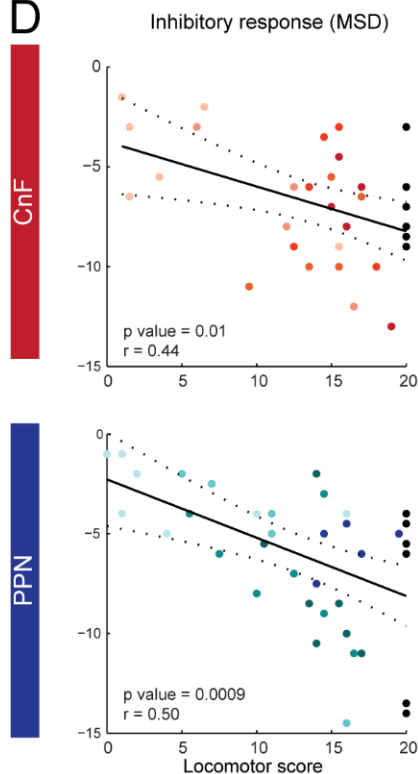 D
Inhibitory response (MSD)
CnF
0
−5
−10
−15
p value = 0.01
r = 0.44
0 5 10 15 20
PPN
0
−5
−10
−15
p value = 0.0009
r = 0.50
0 5 10 15 20
Locomotor score